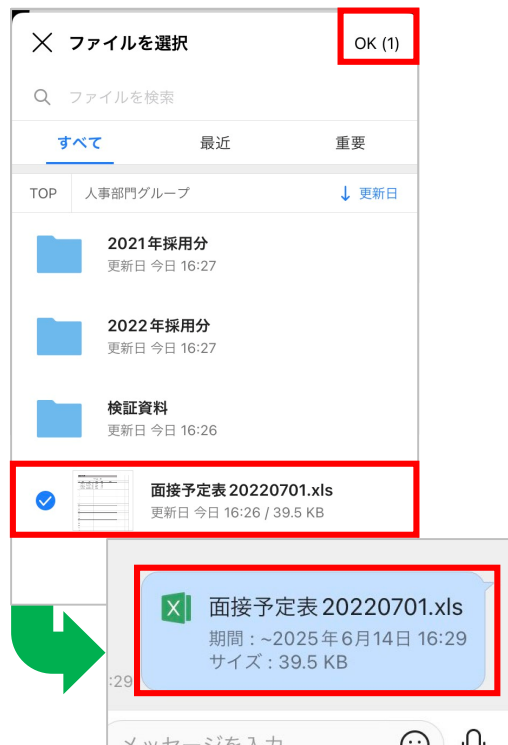 ファイルを選択
OK (1)
ファイルを検索
すべて 最近 重要
TOP 人事部門グループ ↓ 更新日
2021年採用分
更新日 今日 16:27
2022年採用分
更新日 今日 16:27
検証資料
更新日 今日 16:26
面接予定表20220701.xls
更新日 今日 16:26 / 39.5 KB
面接予定表20220701.xls
期間：~2025年6月14日 16:29
サイズ：39.5 KB
:29
メッセージを入力